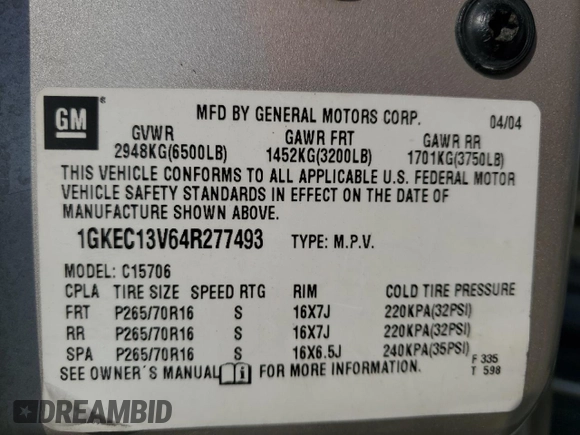 GM
MFD BY GENERAL MOTORS CORP. 04/04
GVWR GAWR FRT GAWR RR
2948KG(6500LB) 1452KG(3200LB) 1701KG(3750LB)
THIS VEHICLE CONFORMS TO ALL APPLICABLE U.S. FEDERAL MOTOR
VEHICLE SAFETY STANDARDS IN EFFECT ON THE DATE OF
MANUFACTURE SHOWN ABOVE.
1GKEC13V64R277493 TYPE: M.P.V.
MODEL: C15706
CPLA TIRE SIZE SPEED RTG RIM COLD TIRE PRESSURE
FRT P265/70R16 S 16X7J 220KPA(32PSI)
RR P265/70R16 S 16X7J 220KPA(32PSI)
SPA P265/70R16 S 16X6.5J 240KPA(35PSI)
SEE OWNER'S MANUAL FOR MORE INFORMATION.
F 335
T 598
DREAMBID